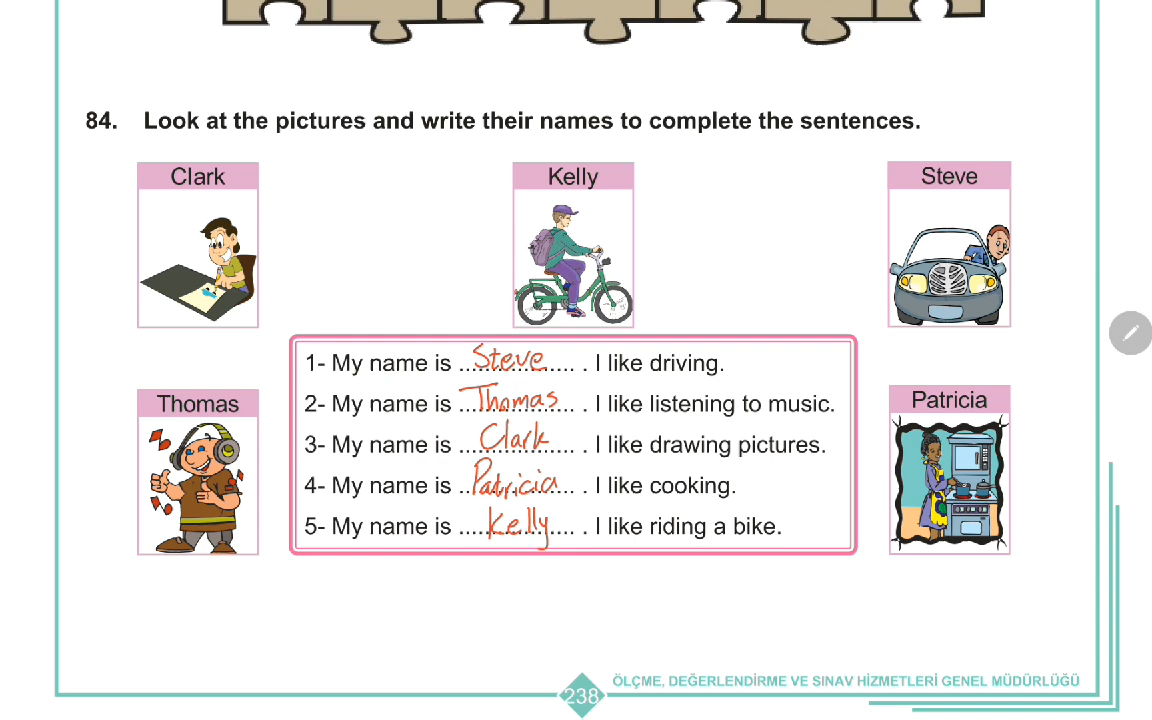 84. Look at the pictures and write their names to complete the sentences.
Clark
Kelly
Steve
1- My name is ...Steve... . I like driving.
2- My name is ...Thomas... . I like listening to music.
3- My name is ...Clark... . I like drawing pictures.
4- My name is ...Patricia... . I like cooking.
5- My name is ...Kelly... . I like riding a bike.
Thomas
Patricia
238
ÖLÇME, DEĞERLENDİRME VE SINAV HİZMETLERİ GENEL MÜDÜRLÜĞÜ